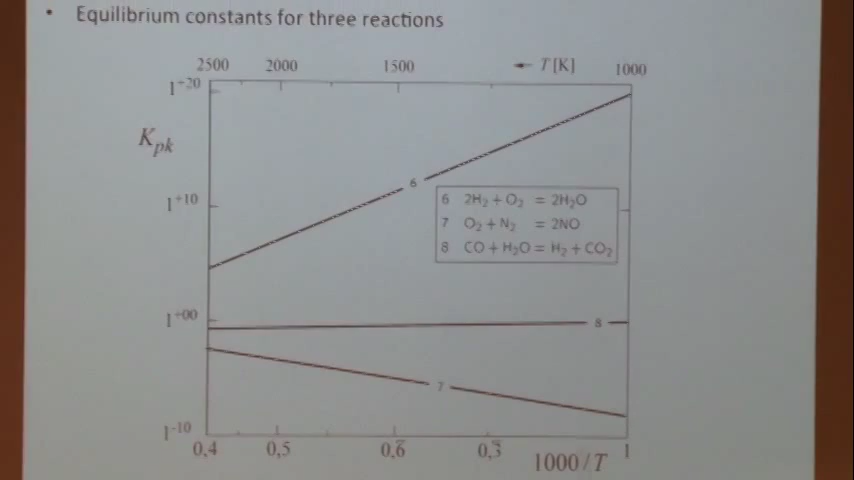 • Equilibrium constants for three reactions
2500 2000 1500 ← T [K] 1000
1⁺²⁰
K_pk
6
1⁺¹⁰
6 2H₂ + O₂ = 2H₂O
7 O₂ + N₂ = 2NO
8 CO + H₂O = H₂ + CO₂
1⁺⁰⁰
8
7
1⁻¹⁰
0,4 0,5 0,6̅ 0,3̅ 1000/T 1